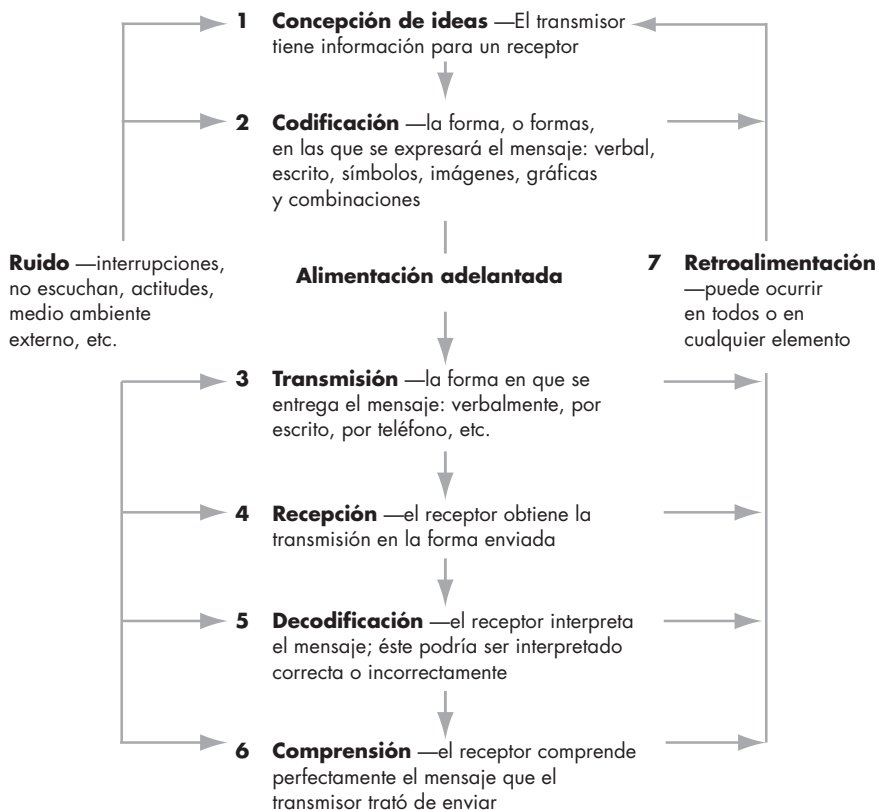 1 Concepción de ideas —El transmisor
tiene información para un receptor
2 Codificación —la forma, o formas,
en las que se expresará el mensaje: verbal,
escrito, símbolos, imágenes, gráficas
y combinaciones
Ruido —interrupciones,
no escuchan, actitudes,
medio ambiente
externo, etc.
Alimentación adelantada
7 Retroalimentación
—puede ocurrir
en todos o en
cualquier elemento
3 Transmisión —la forma en que se
entrega el mensaje: verbalmente, por
escrito, por teléfono, etc.
4 Recepción —el receptor obtiene la
transmisión en la forma enviada
5 Decodificación —el receptor interpreta
el mensaje; éste podría ser interpretado
correcta o incorrectamente
6 Comprensión —el receptor comprende
perfectamente el mensaje que el
transmisor trató de enviar